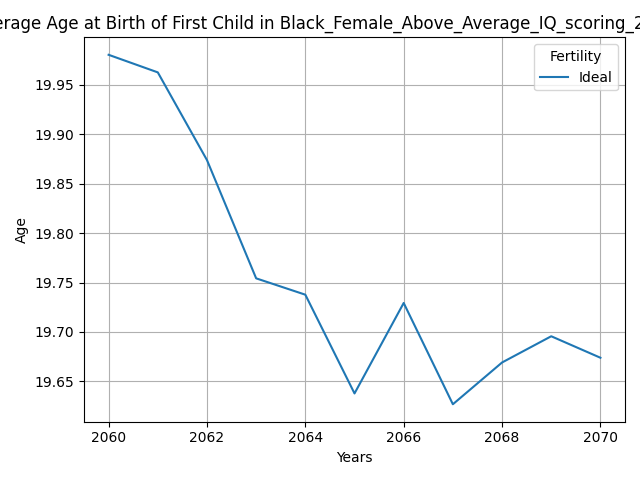 erage Age at Birth of First Child in Black_Female_Above_Average_IQ_scoring_2
Fertility
Ideal
19.95
19.90
19.85
19.80
19.75
19.70
19.65
Age
2060 2062 2064 2066 2068 2070
Years